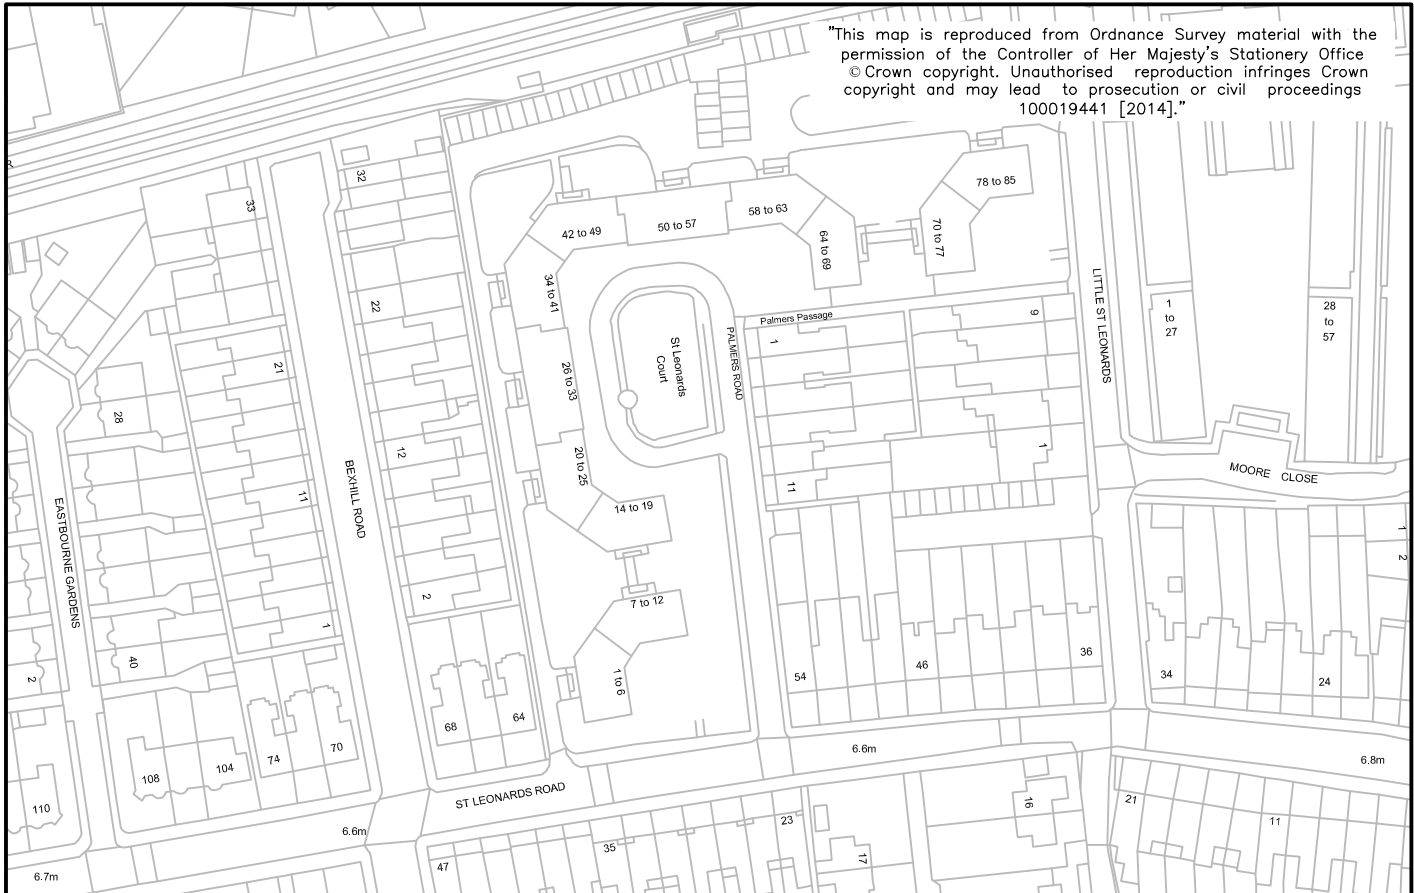 "This map is reproduced from Ordnance Survey material with the
permission of the Controller of Her Majesty's Stationery Office
© Crown copyright. Unauthorised reproduction infringes Crown
copyright and may lead to prosecution or civil proceedings
100019441 [2014]."
32
33
78 to 85
58 to 63
50 to 57
42 to 49
70 to 77
64 to 69
34 to 41
22
LITTLE ST LEONARDS
1
to
27
28
to
57
9
Palmers Passage
1
PALMERS ROAD
St Leonards
Court
21
26 to 33
28
12
1
20 to 25
MOORE CLOSE
11
11
BEXHILL ROAD
14 to 19
EASTBOURNE GARDENS
1
2
2
7 to 12
1
40
2
1 to 6
54
46
36
34
24
68
64
70
74
104
108
6.6m
6.8m
ST LEONARDS ROAD
110
6.6m
16
21
11
23
35
17
47
6.7m